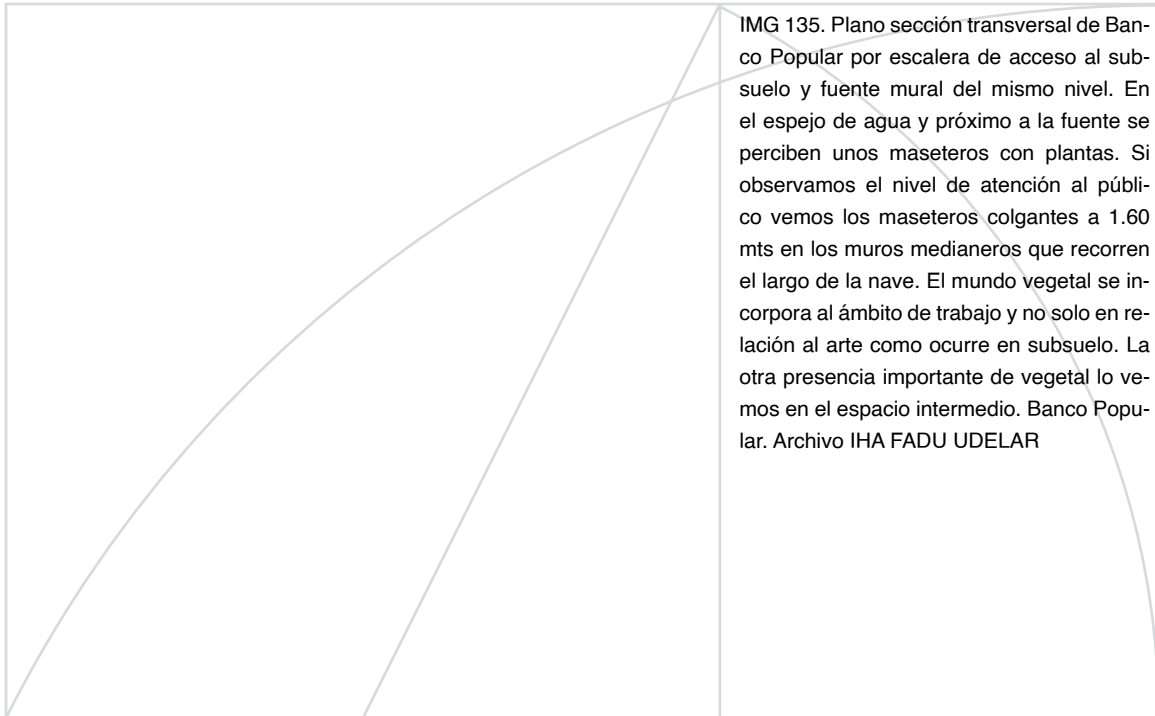 IMG 135. Plano sección transversal de Ban-
co Popular por escalera de acceso al sub-
suelo y fuente mural del mismo nivel. En
el espejo de agua y próximo a la fuente se
perciben unos maseteros con plantas. Si
observamos el nivel de atención al públi-
co vemos los maseteros colgantes a 1.60
mts en los muros medianeros que recorren
el largo de la nave. El mundo vegetal se in-
corpora al ámbito de trabajo y no solo en re-
lación al arte como ocurre en subsuelo. La
otra presencia importante de vegetal lo ve-
mos en el espacio intermedio. Banco Popu-
lar. Archivo IHA FADU UDELAR